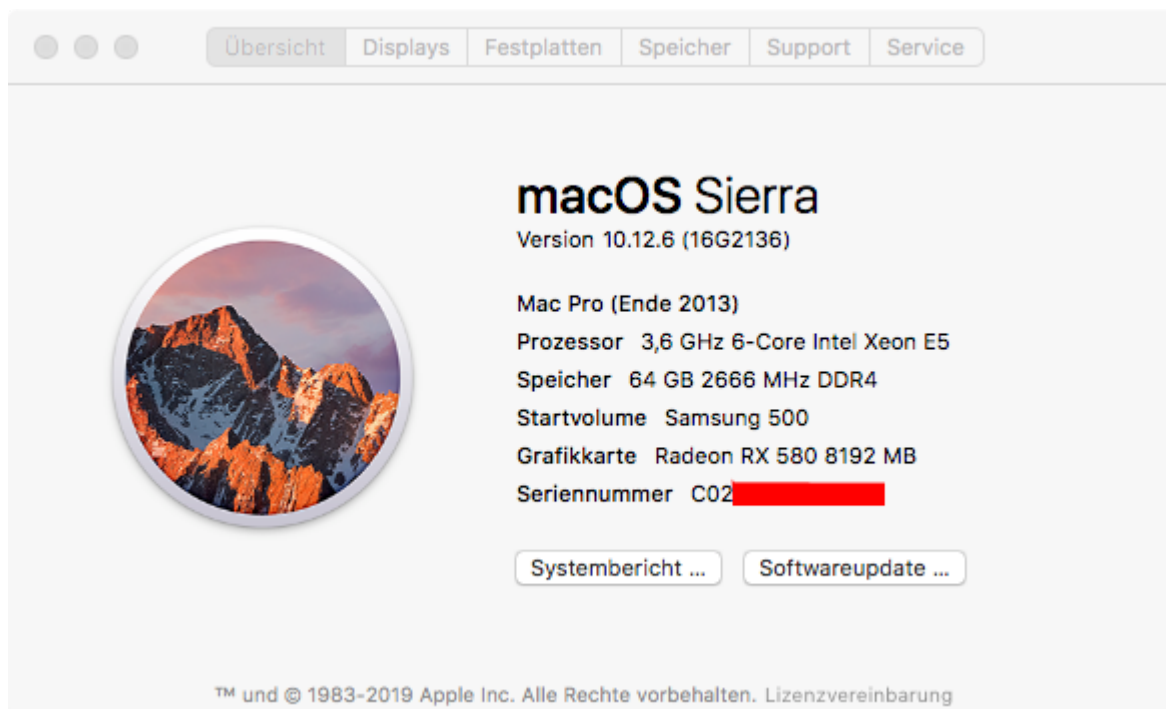 Übersicht Displays Festplatten Speicher Support Service
macOS Sierra
Version 10.12.6 (16G2136)
Mac Pro (Ende 2013)
Prozessor 3,6 GHz 6-Core Intel Xeon E5
Speicher 64 GB 2666 MHz DDR4
Startvolume Samsung 500
Grafikkarte Radeon RX 580 8192 MB
Seriennummer C02
Systembericht ... Softwareupdate ...
™ und © 1983-2019 Apple Inc. Alle Rechte vorbehalten. Lizenzvereinbarung